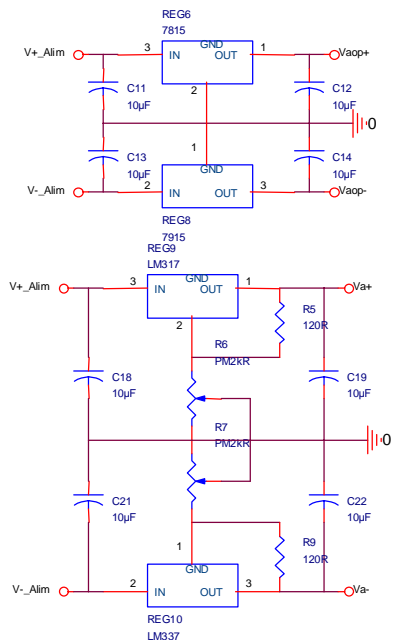 REG6
7815
V+_Alim
3
IN
GND
OUT
1
Vaop+
2
C11
10µF
C12
10µF
0
C13
10µF
C14
10µF
1
V-_Alim
2
IN
GND
OUT
3
Vaop-
REG8
7915
REG9
LM317
V+_Alim
3
IN
GND
OUT
1
Va+
2
R5
120R
R6
PM2kR
C18
10µF
C19
10µF
R7
PM2kR
0
C21
10µF
C22
10µF
R9
120R
1
V-_Alim
2
IN
GND
OUT
3
Va-
REG10
LM337